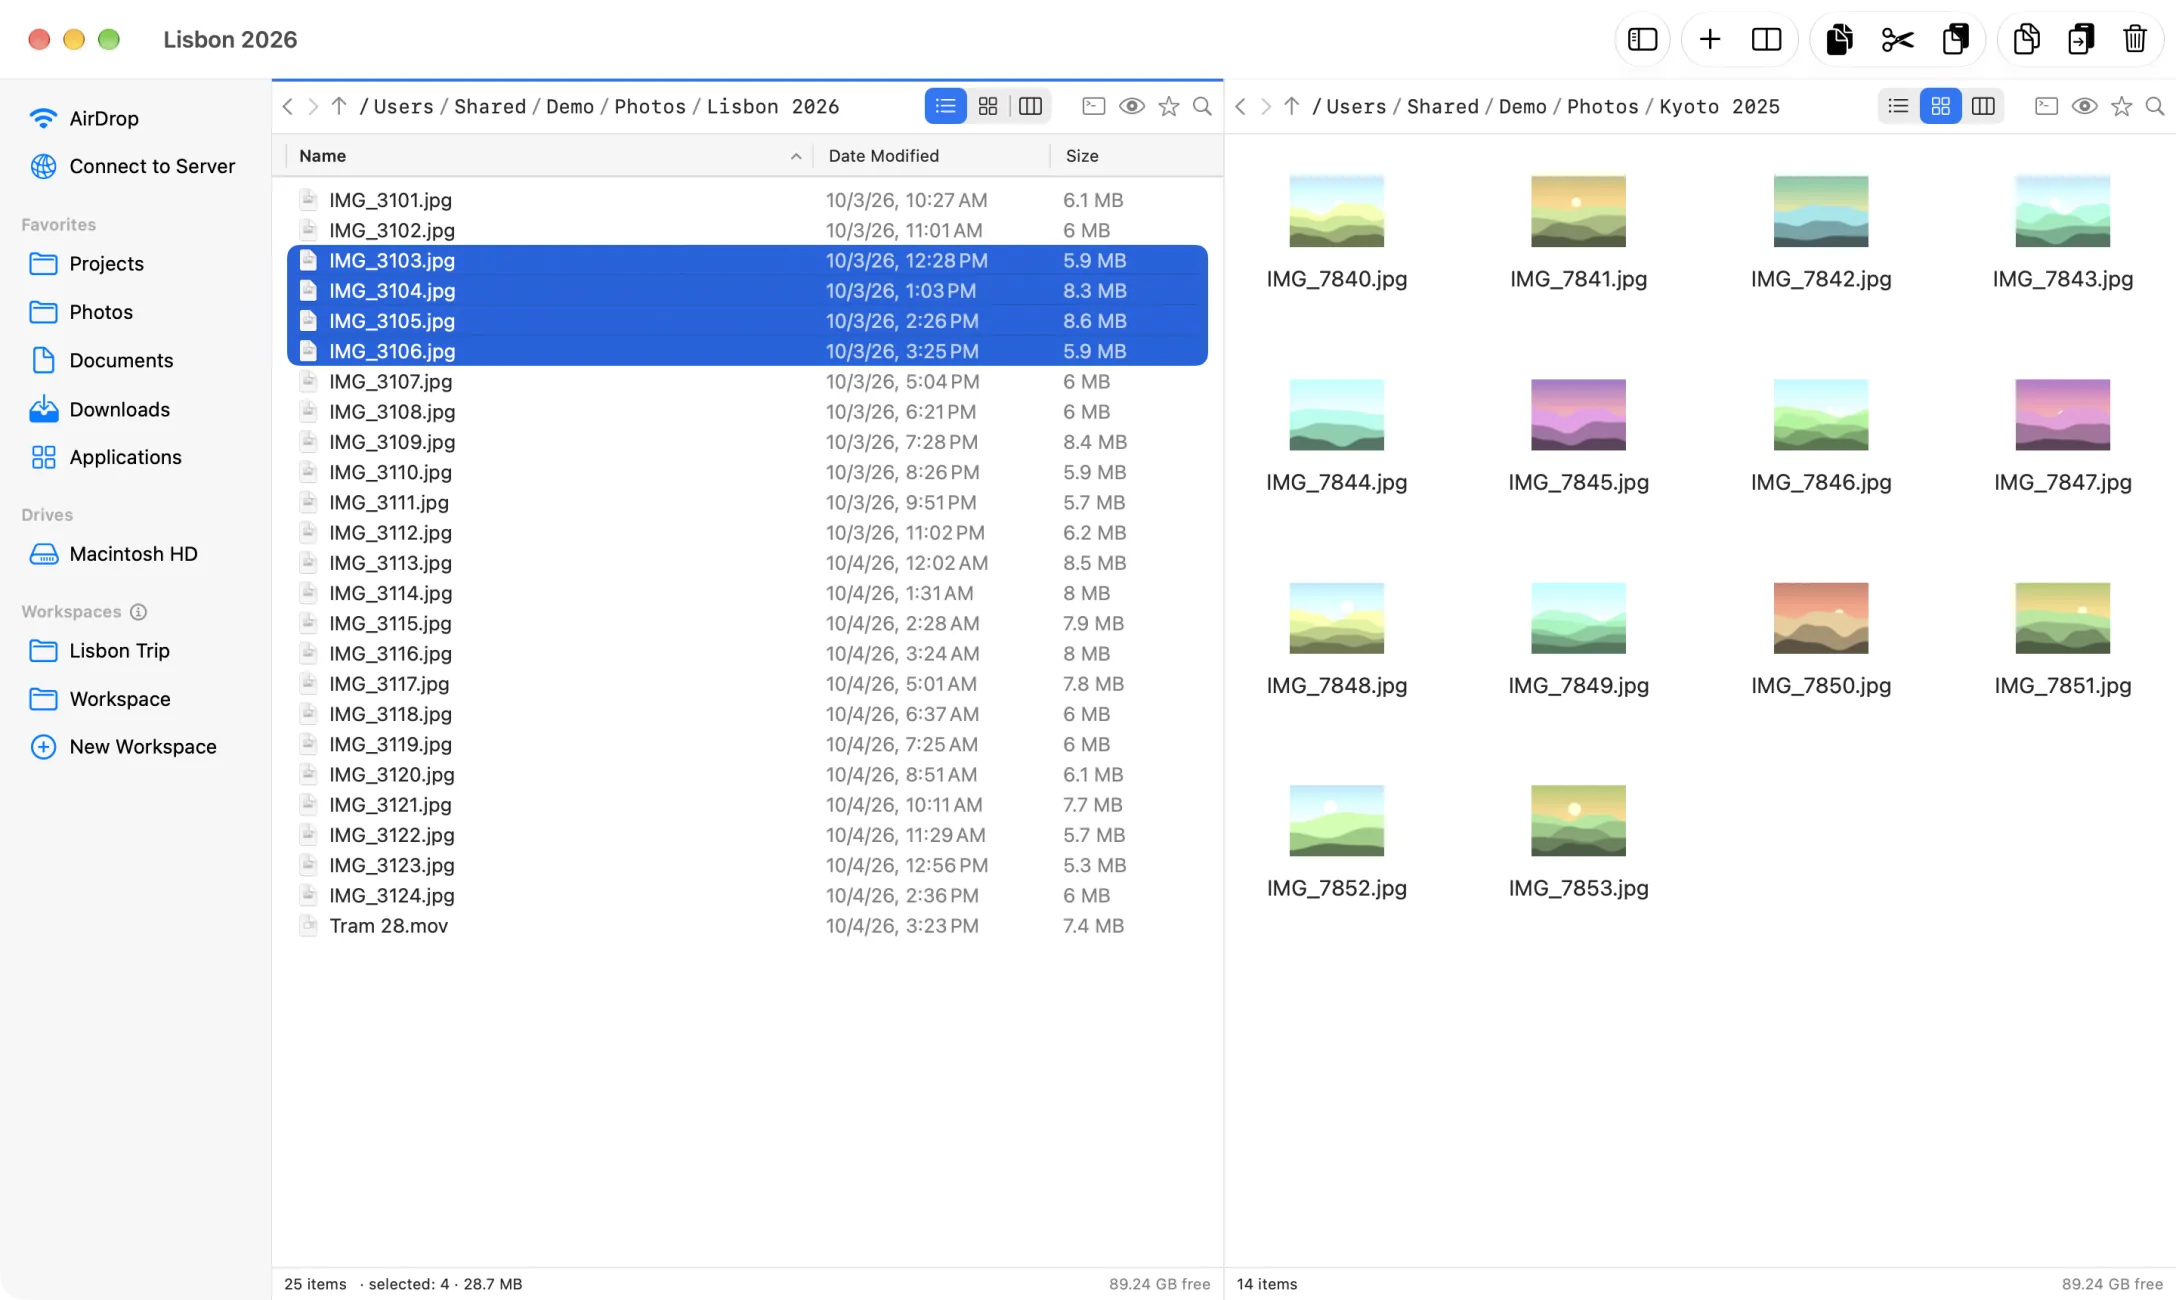 Lisbon 2026
AirDrop
Connect to Server
Favorites
Projects
Photos
Documents
Downloads
Applications
Drives
Macintosh HD
Workspaces
Lisbon Trip
Workspace
New Workspace
/Users/Shared/Demo/Photos/Lisbon 2026
Name Date Modified Size
IMG_3101.jpg 10/3/26, 10:27 AM 6.1 MB
IMG_3102.jpg 10/3/26, 11:01 AM 6 MB
IMG_3103.jpg 10/3/26, 12:28 PM 5.9 MB
IMG_3104.jpg 10/3/26, 1:03 PM 8.3 MB
IMG_3105.jpg 10/3/26, 2:26 PM 8.6 MB
IMG_3106.jpg 10/3/26, 3:25 PM 5.9 MB
IMG_3107.jpg 10/3/26, 5:04 PM 6 MB
IMG_3108.jpg 10/3/26, 6:21 PM 6 MB
IMG_3109.jpg 10/3/26, 7:28 PM 8.4 MB
IMG_3110.jpg 10/3/26, 8:26 PM 5.9 MB
IMG_3111.jpg 10/3/26, 9:51 PM 5.7 MB
IMG_3112.jpg 10/3/26, 11:02 PM 6.2 MB
IMG_3113.jpg 10/4/26, 12:02 AM 8.5 MB
IMG_3114.jpg 10/4/26, 1:31 AM 8 MB
IMG_3115.jpg 10/4/26, 2:28 AM 7.9 MB
IMG_3116.jpg 10/4/26, 3:24 AM 8 MB
IMG_3117.jpg 10/4/26, 5:01 AM 7.8 MB
IMG_3118.jpg 10/4/26, 6:37 AM 6 MB
IMG_3119.jpg 10/4/26, 7:25 AM 6 MB
IMG_3120.jpg 10/4/26, 8:51 AM 6.1 MB
IMG_3121.jpg 10/4/26, 10:11 AM 7.7 MB
IMG_3122.jpg 10/4/26, 11:29 AM 5.7 MB
IMG_3123.jpg 10/4/26, 12:56 PM 5.3 MB
IMG_3124.jpg 10/4/26, 2:36 PM 6 MB
Tram 28.mov 10/4/26, 3:23 PM 7.4 MB
25 items · selected: 4 · 28.7 MB 89.24 GB free
/Users/Shared/Demo/Photos/Kyoto 2025
IMG_7840.jpg IMG_7841.jpg IMG_7842.jpg IMG_7843.jpg
IMG_7844.jpg IMG_7845.jpg IMG_7846.jpg IMG_7847.jpg
IMG_7848.jpg IMG_7849.jpg IMG_7850.jpg IMG_7851.jpg
IMG_7852.jpg IMG_7853.jpg
14 items 89.24 GB free